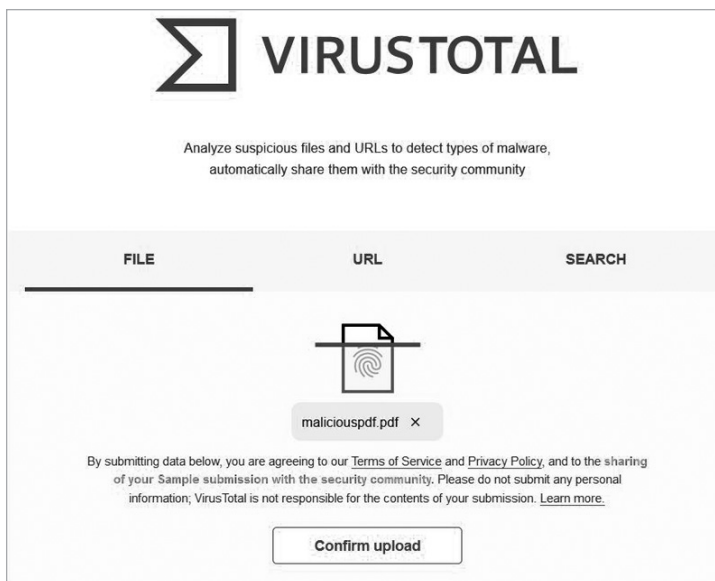 VIRUSTOTAL
Analyze suspicious files and URLs to detect types of malware,
automatically share them with the security community
FILE
URL
SEARCH
maliciouspdf.pdf ×
By submitting data below, you are agreeing to our Terms of Service and Privacy Policy, and to the sharing
of your Sample submission with the security community. Please do not submit any personal
information; VirusTotal is not responsible for the contents of your submission. Learn more.
Confirm upload